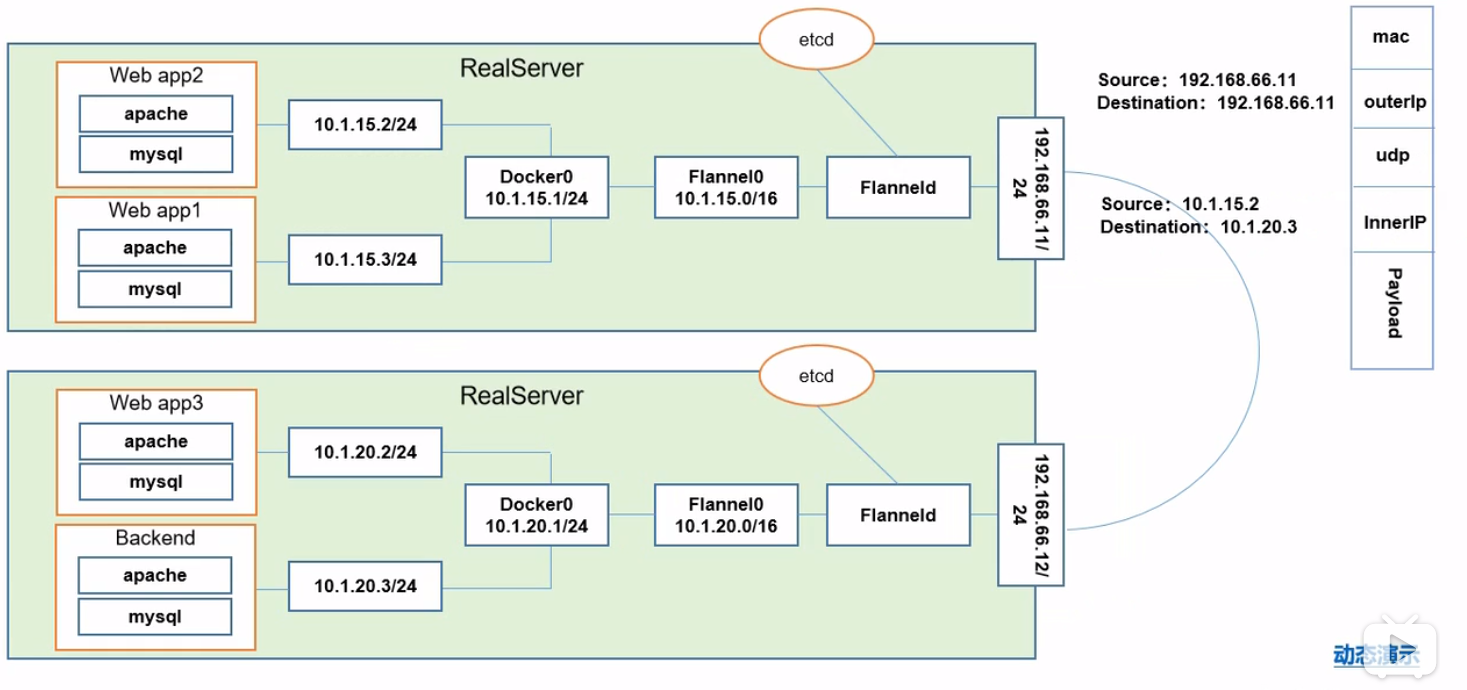 etcd
RealServer
Web app2
apache
mysql
10.1.15.2/24
Docker0
10.1.15.1/24
Flannel0
10.1.15.0/16
Flanneld
192.168.66.11/
24
Web app1
apache
mysql
10.1.15.3/24
Source：192.168.66.11
Destination：192.168.66.11
Source：10.1.15.2
Destination：10.1.20.3
mac
outerIp
udp
InnerIP
Payload
etcd
RealServer
Web app3
apache
mysql
10.1.20.2/24
Docker0
10.1.20.1/24
Flannel0
10.1.20.0/16
Flanneld
192.168.66.12/
24
Backend
apache
mysql
10.1.20.3/24
动态演示